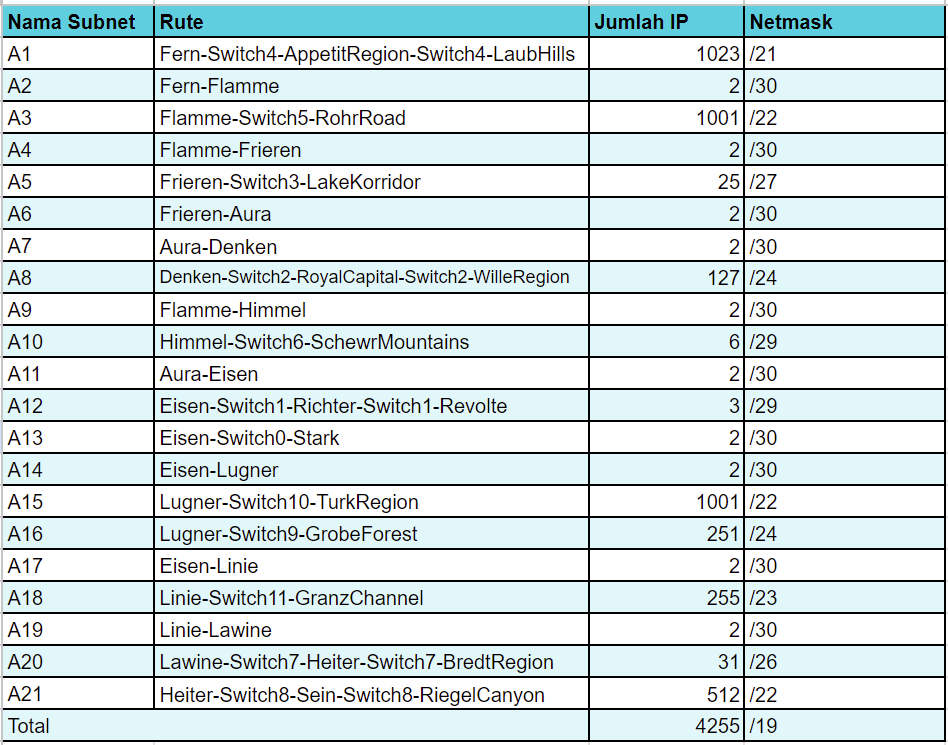 Nama Subnet Rute Jumlah IP Netmask
A1 Fern-Switch4-AppetitRegion-Switch4-LaubHills 1023 /21
A2 Fern-Flamme 2 /30
A3 Flamme-Switch5-RohrRoad 1001 /22
A4 Flamme-Frieren 2 /30
A5 Frieren-Switch3-LakeKorridor 25 /27
A6 Frieren-Aura 2 /30
A7 Aura-Denken 2 /30
A8 Denken-Switch2-RoyalCapital-Switch2-WilleRegion 127 /24
A9 Flamme-Himmel 2 /30
A10 Himmel-Switch6-SchewrMountains 6 /29
A11 Aura-Eisen 2 /30
A12 Eisen-Switch1-Richter-Switch1-Revolte 3 /29
A13 Eisen-Switch0-Stark 2 /30
A14 Eisen-Lugner 2 /30
A15 Lugner-Switch10-TurkRegion 1001 /22
A16 Lugner-Switch9-GrobeForest 251 /24
A17 Eisen-Linie 2 /30
A18 Linie-Switch11-GranzChannel 255 /23
A19 Linie-Lawine 2 /30
A20 Lawine-Switch7-Heiter-Switch7-BredtRegion 31 /26
A21 Heiter-Switch8-Sein-Switch8-RiegelCanyon 512 /22
Total 4255 /19